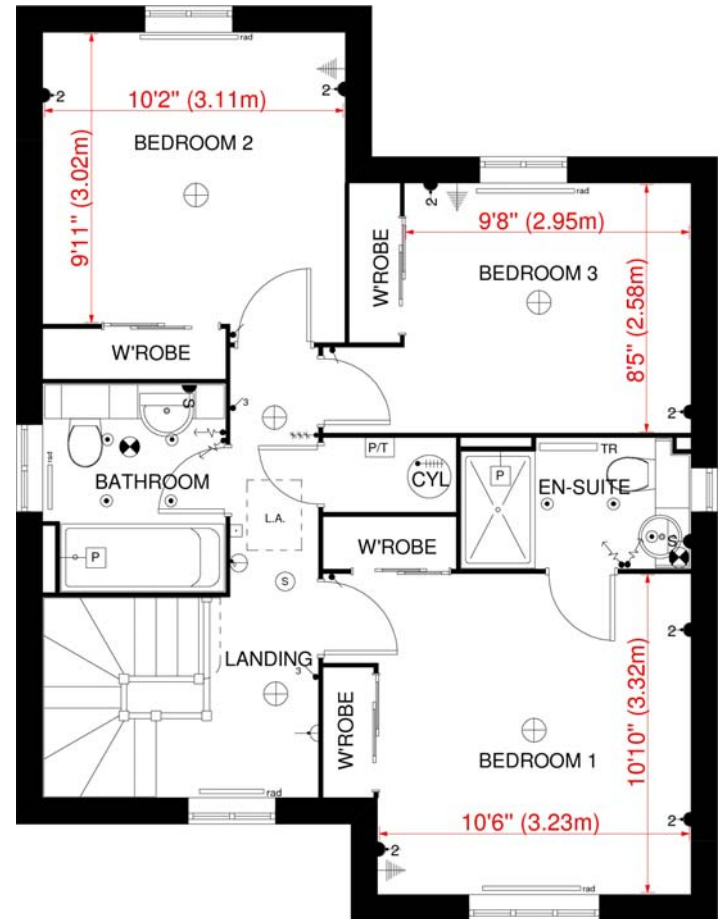 rad
2
2
10'2" (3.11m)
BEDROOM 2
9'11" (3.02m)
rad
2
9'8" (2.95m)
W'ROBE
BEDROOM 3
8'5" (2.58m)
W'ROBE
2
S
3
rad
BATHROOM
P/T
CYL
TR
P
EN-SUITE
L.A.
P
W'ROBE
S
S
2
LANDING
3
W'ROBE
10'10" (3.32m)
BEDROOM 1
rad
10'6" (3.23m)
2
2
rad